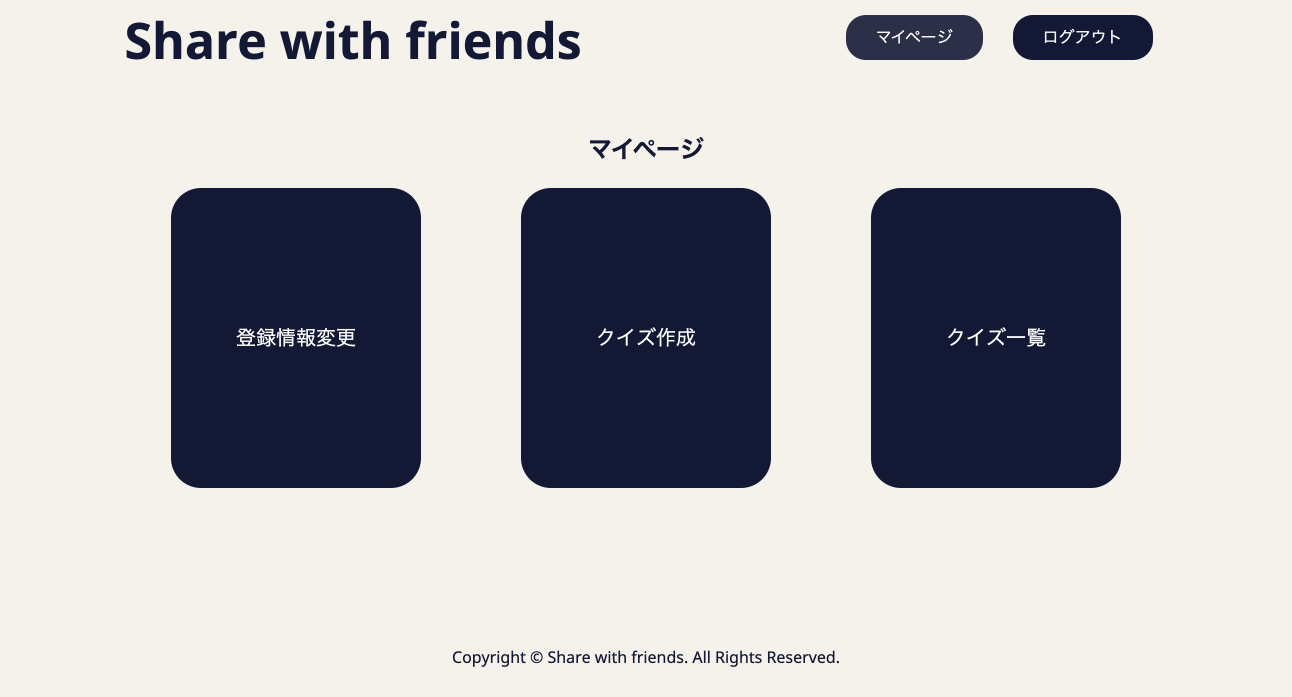 Share with friends
マイページ
ログアウト
マイページ
登録情報変更
クイズ作成
クイズ一覧
Copyright © Share with friends. All Rights Reserved.